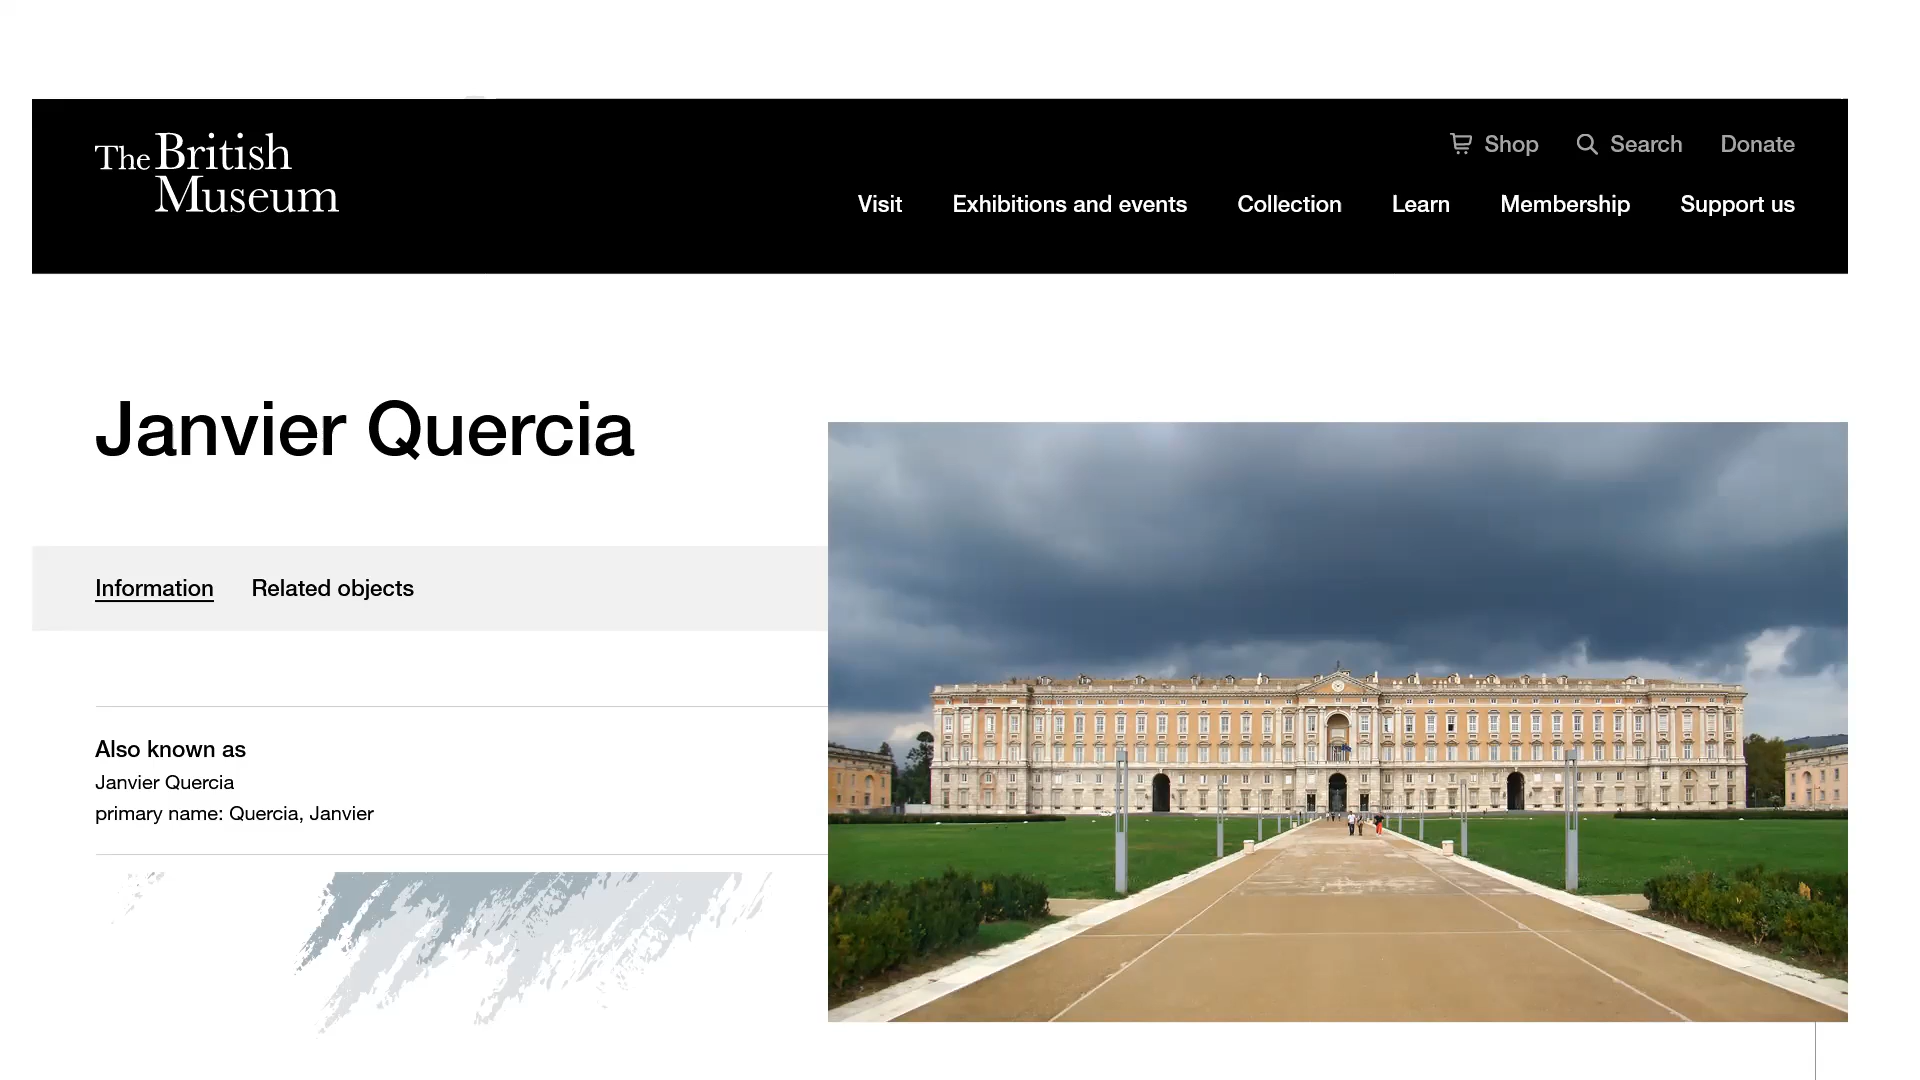 The British
Museum
Shop Search Donate
Visit Exhibitions and events Collection Learn Membership Support us
Janvier Quercia
Information Related objects
Also known as
Janvier Quercia
primary name: Quercia, Janvier